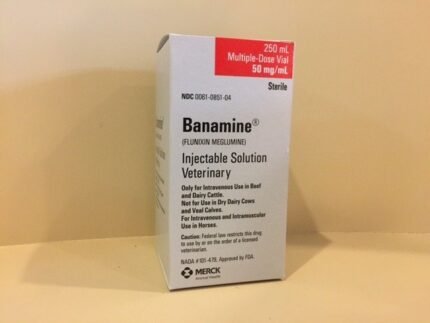 250 mL
Multiple-Dose Vial
50 mg/mL
Sterile
NDC 0061-0851-04
Banamine®
(FLUNIXIN MEGLUMINE)
Injectable Solution
Veterinary
Only for Intravenous Use in Beef
and Dairy Cattle.
Not for Use in Dry Dairy Cows
and Veal Calves.
For Intravenous and Intramuscular
Use in Horses.
Caution: Federal law restricts this drug
to use by or on the order of a licensed
veterinarian.
NADA #101-479, Approved by FDA.
MERCK
Animal Health